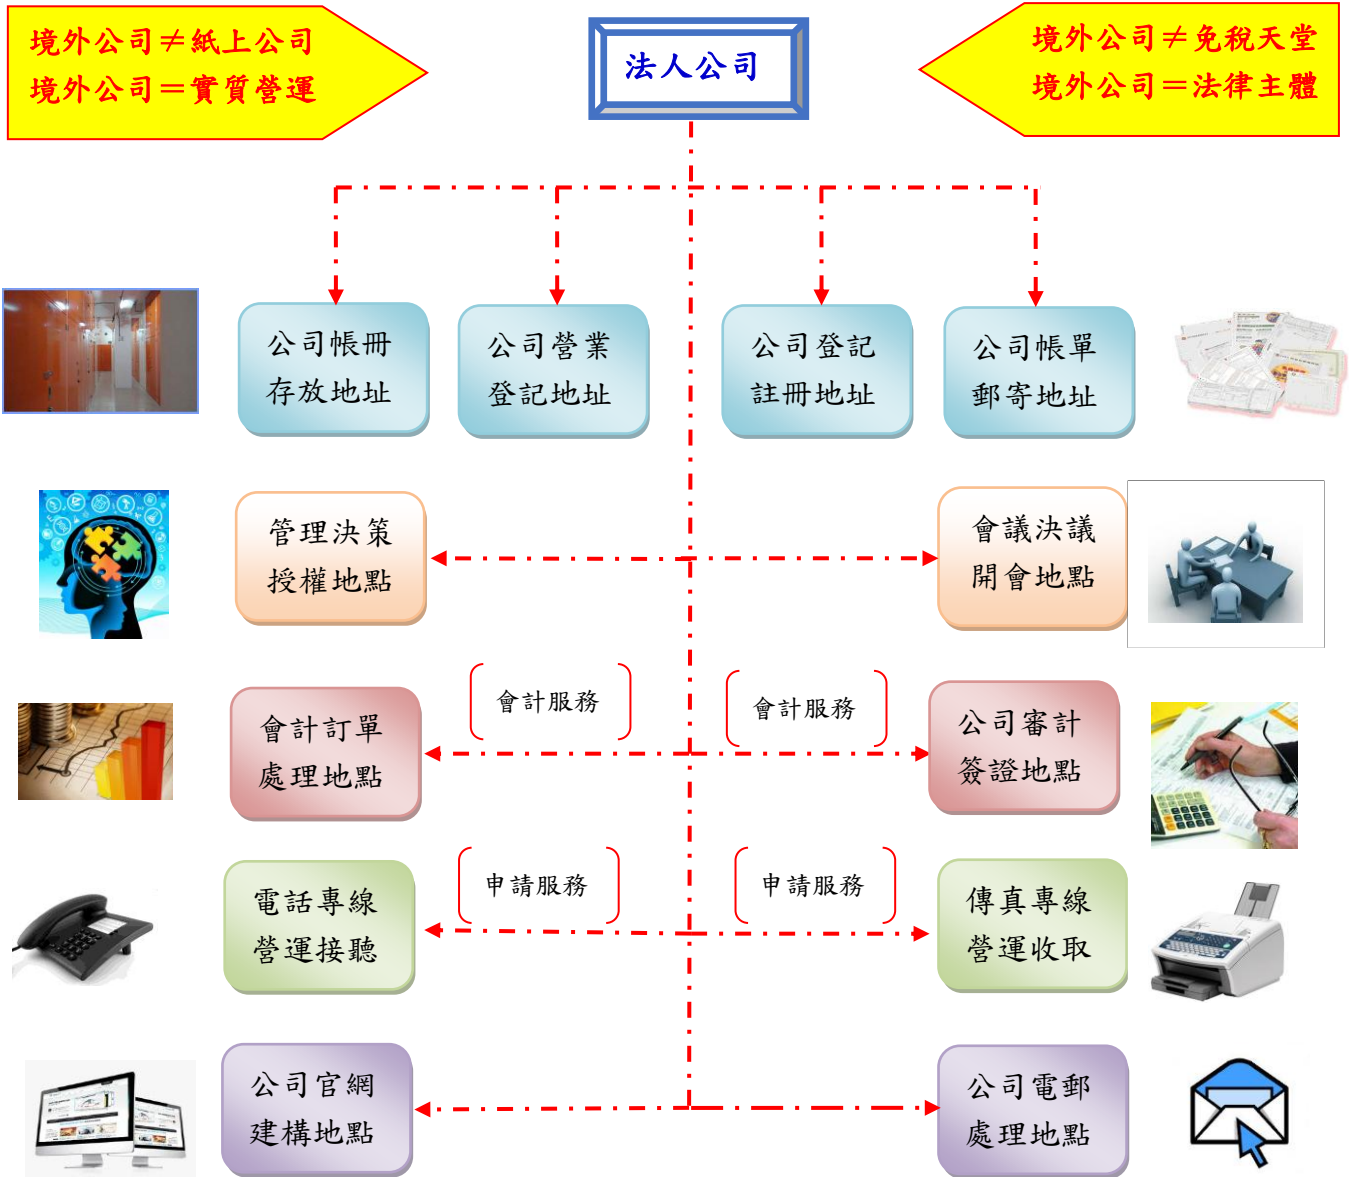 境外公司≠紙上公司
境外公司＝實質營運
法人公司
境外公司≠免稅天堂
境外公司＝法律主體
公司帳冊
存放地址
公司營業
登記地址
公司登記
註冊地址
公司帳單
郵寄地址
管理決策
授權地點
會議決議
開會地點
會計服務
會計服務
會計訂單
處理地點
公司審計
簽證地點
申請服務
申請服務
電話專線
營運接聽
傳真專線
營運收取
公司官網
建構地點
公司電郵
處理地點